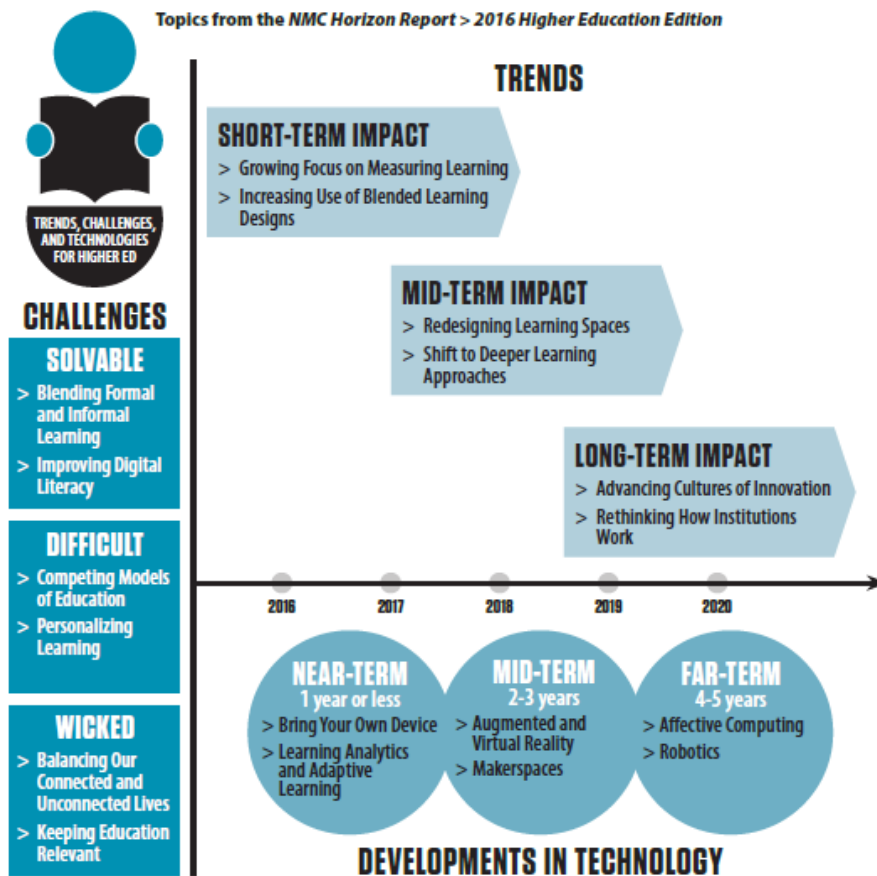 Topics from the NMC Horizon Report > 2016 Higher Education Edition
TRENDS, CHALLENGES,
AND TECHNOLOGIES
FOR HIGHER ED
CHALLENGES
SOLVABLE
> Blending Formal
and Informal
Learning
> Improving Digital
Literacy
DIFFICULT
> Competing Models
of Education
> Personalizing
Learning
WICKED
> Balancing Our
Connected and
Unconnected Lives
> Keeping Education
Relevant
TRENDS
SHORT-TERM IMPACT
> Growing Focus on Measuring Learning
> Increasing Use of Blended Learning
Designs
MID-TERM IMPACT
> Redesigning Learning Spaces
> Shift to Deeper Learning
Approaches
LONG-TERM IMPACT
> Advancing Cultures of Innovation
> Rethinking How Institutions
Work
2016 2017 2018 2019 2020
NEAR-TERM
1 year or less
> Bring Your Own Device
> Learning Analytics
and Adaptive
Learning
MID-TERM
2-3 years
> Augmented and
Virtual Reality
> Makerspaces
FAR-TERM
4-5 years
> Affective Computing
> Robotics
DEVELOPMENTS IN TECHNOLOGY